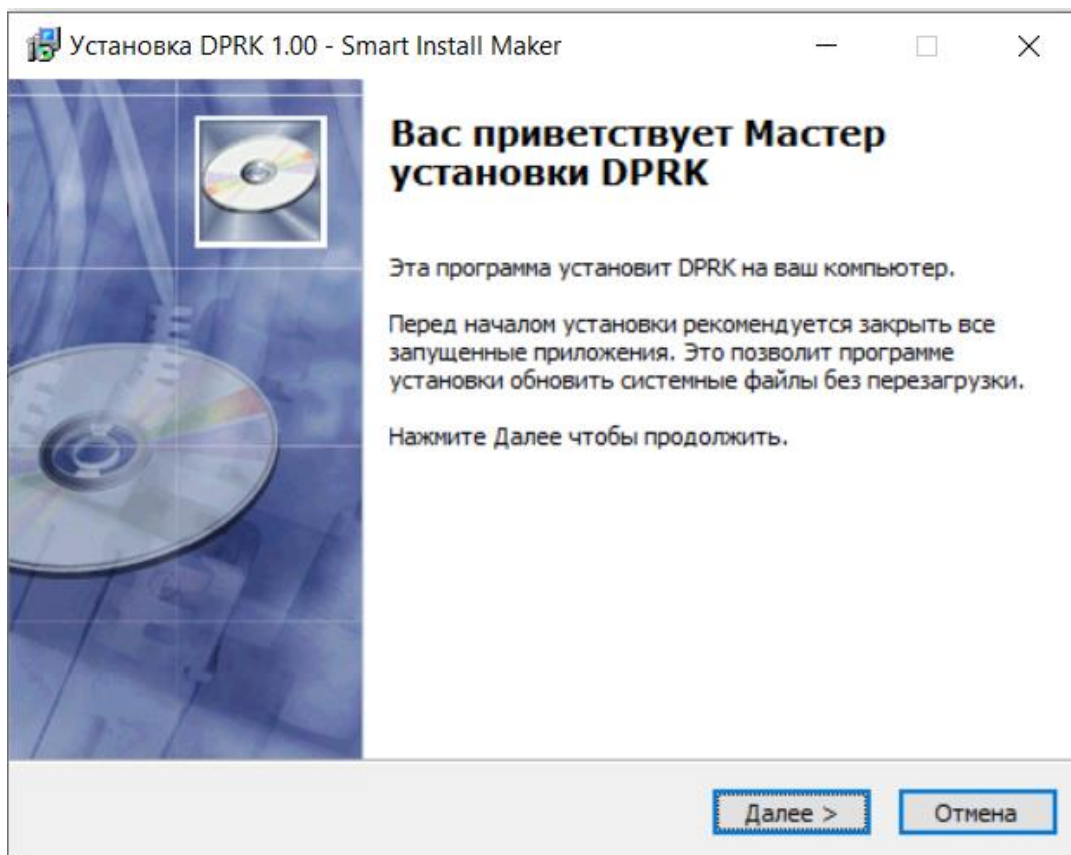 Установка DPRK 1.00 - Smart Install Maker
Вас приветствует Мастер
установки DPRK
Эта программа установит DPRK на ваш компьютер.
Перед началом установки рекомендуется закрыть все
запущенные приложения. Это позволит программе
установки обновить системные файлы без перезагрузки.
Нажмите Далее чтобы продолжить.
Далее >
Отмена